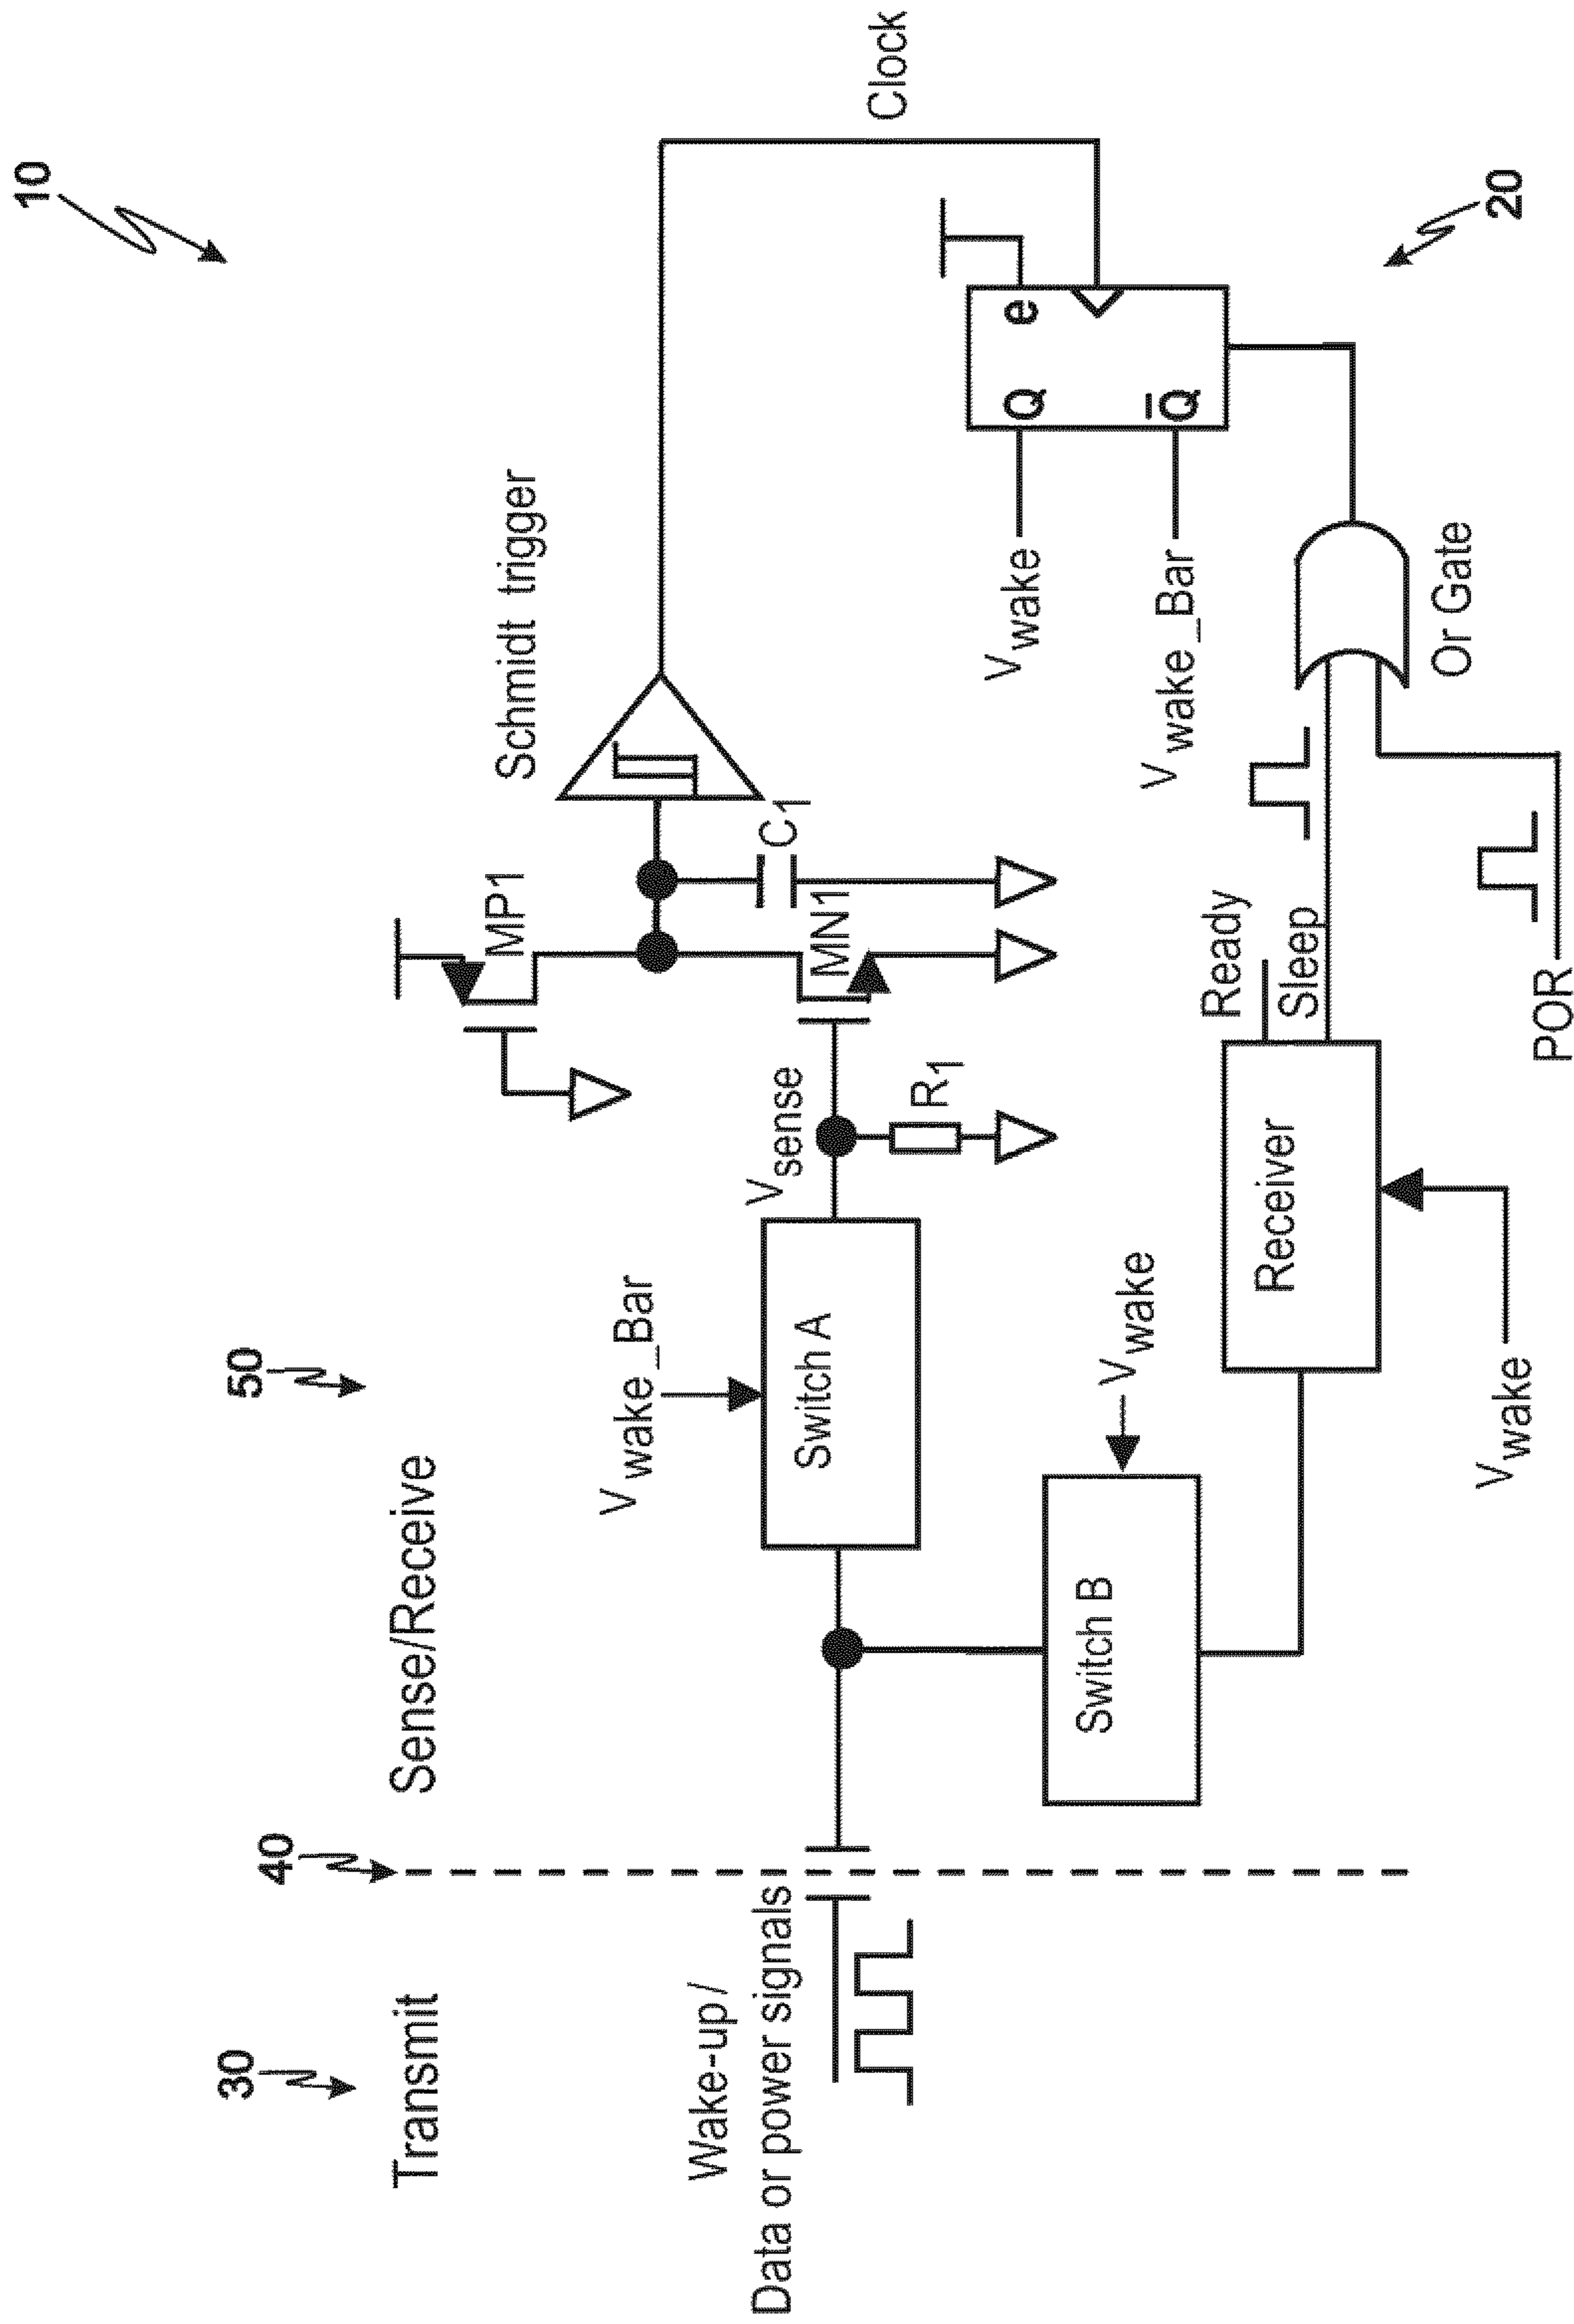 10
30
40
50
Transmit
Sense/Receive
Wake-up /
Data or power signals
Vwake_Bar
Switch A
Vsense
R1
MP1
MN1
C1
Schmidt trigger
Clock
Switch B
Vwake
Receiver
Vwake
Ready
Sleep
POR
Or Gate
Vwake
Vwake_Bar
Q
e
Q̅
20